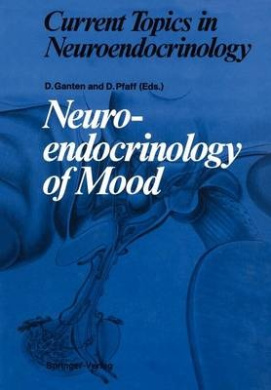 Current Topics in
Neuroendocrinology
D. Ganten and D. Pfaff (Eds.)
Neuro-
endocrinology
of Mood
Springer-Verlag